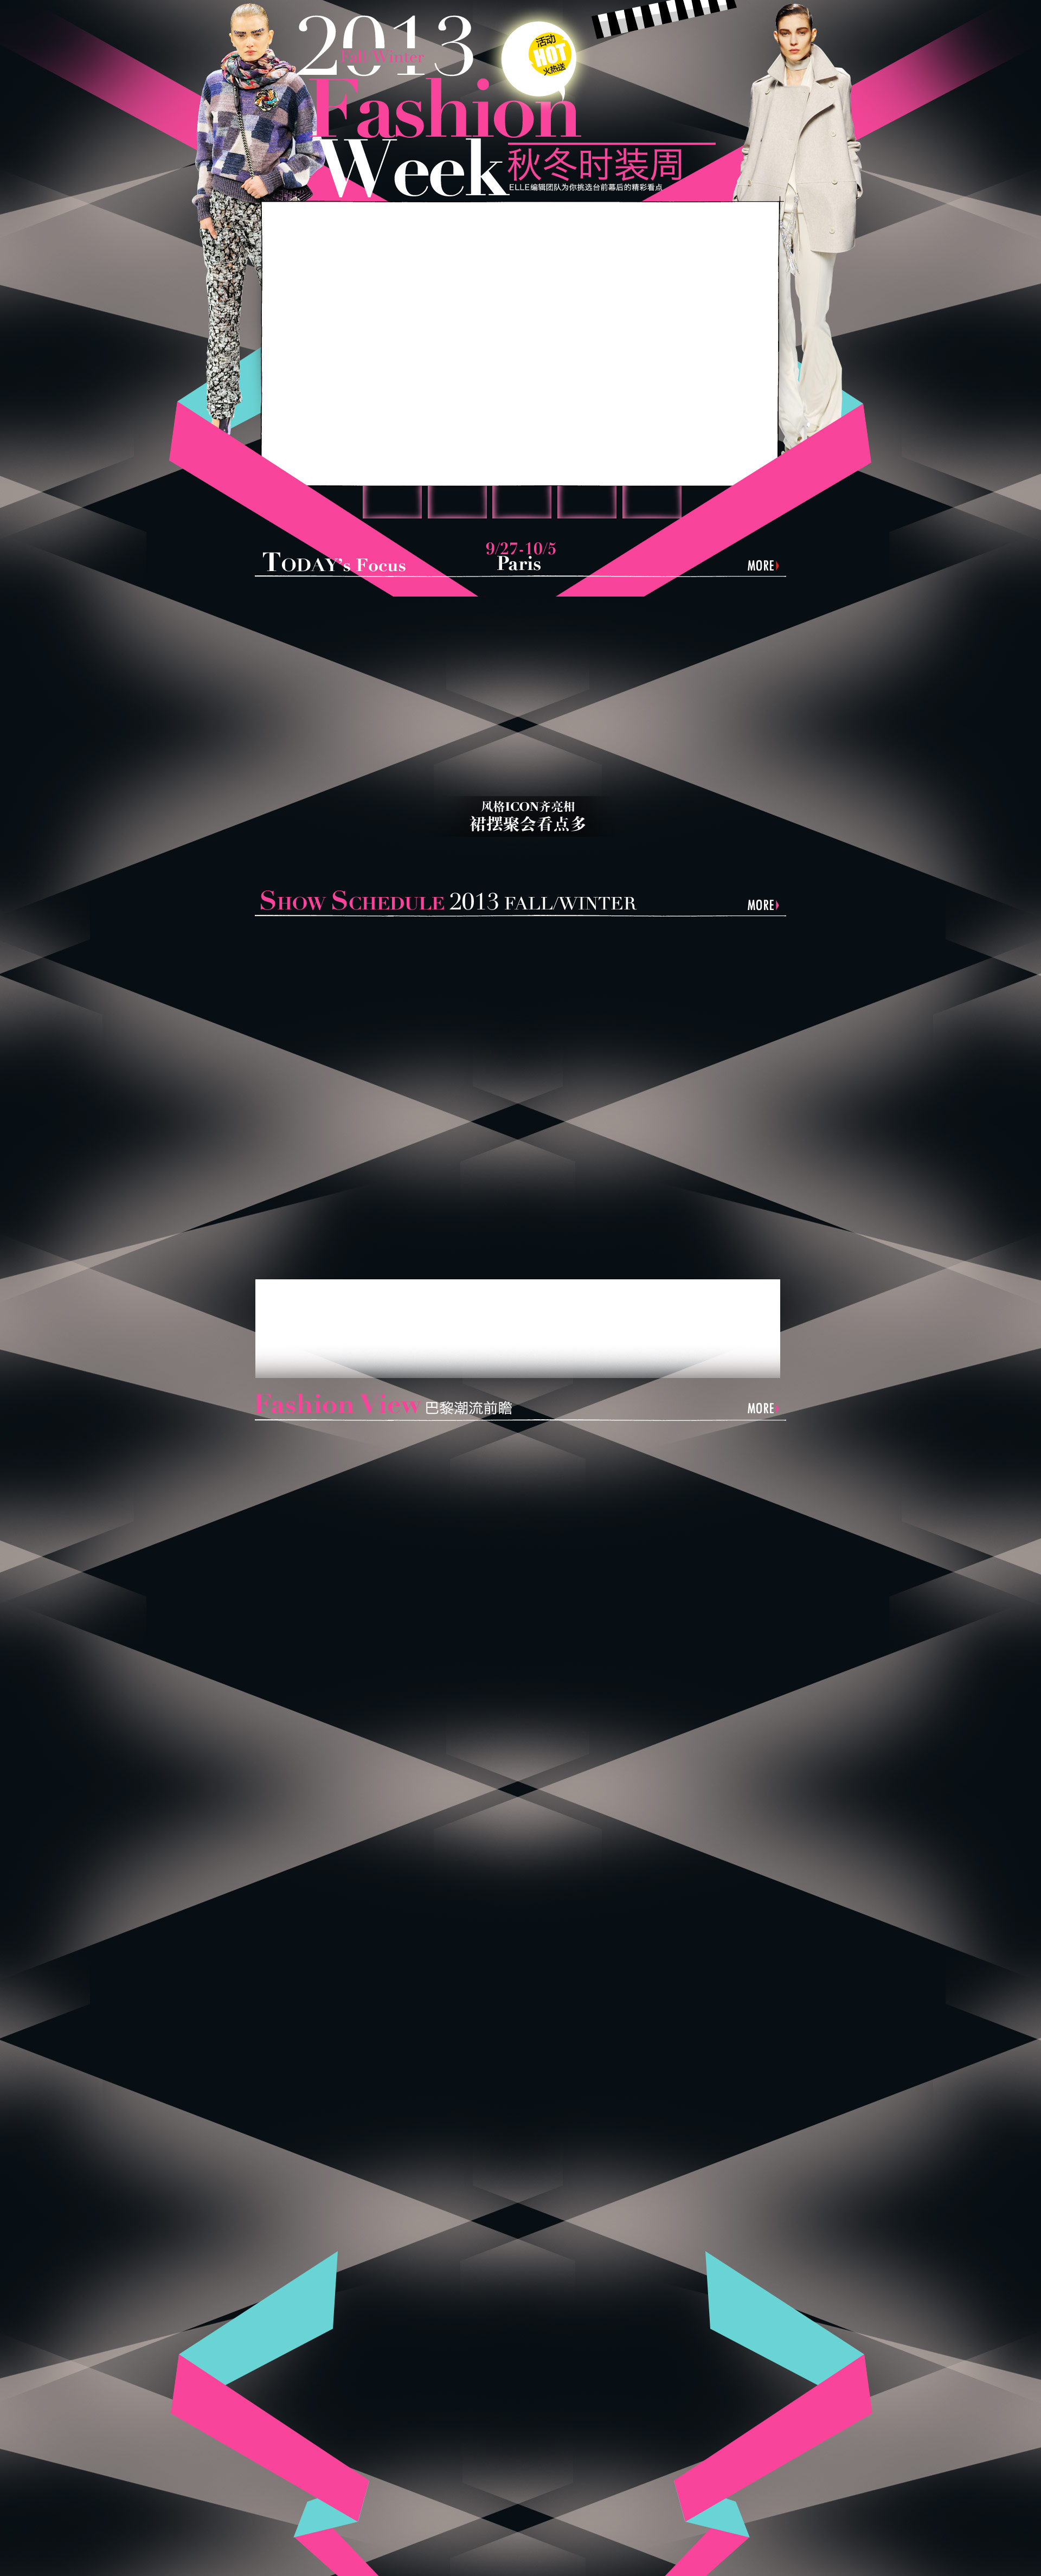 2013
Fall/Winter
活动
HOT
火热送
Fashion
Week
秋冬时装周
ELLE编辑团队为你挑选台前幕后的精彩看点
TODAY's Focus
9/27-10/5
Paris
MORE
风格ICON齐亮相
裙摆聚会看点多
SHOW SCHEDULE 2013 FALL/WINTER
MORE
Fashion View 巴黎潮流前瞻
MORE